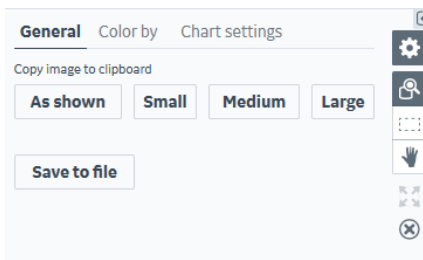 General Color by Chart settings
Copy image to clipboard
As shown Small Medium Large
Save to file